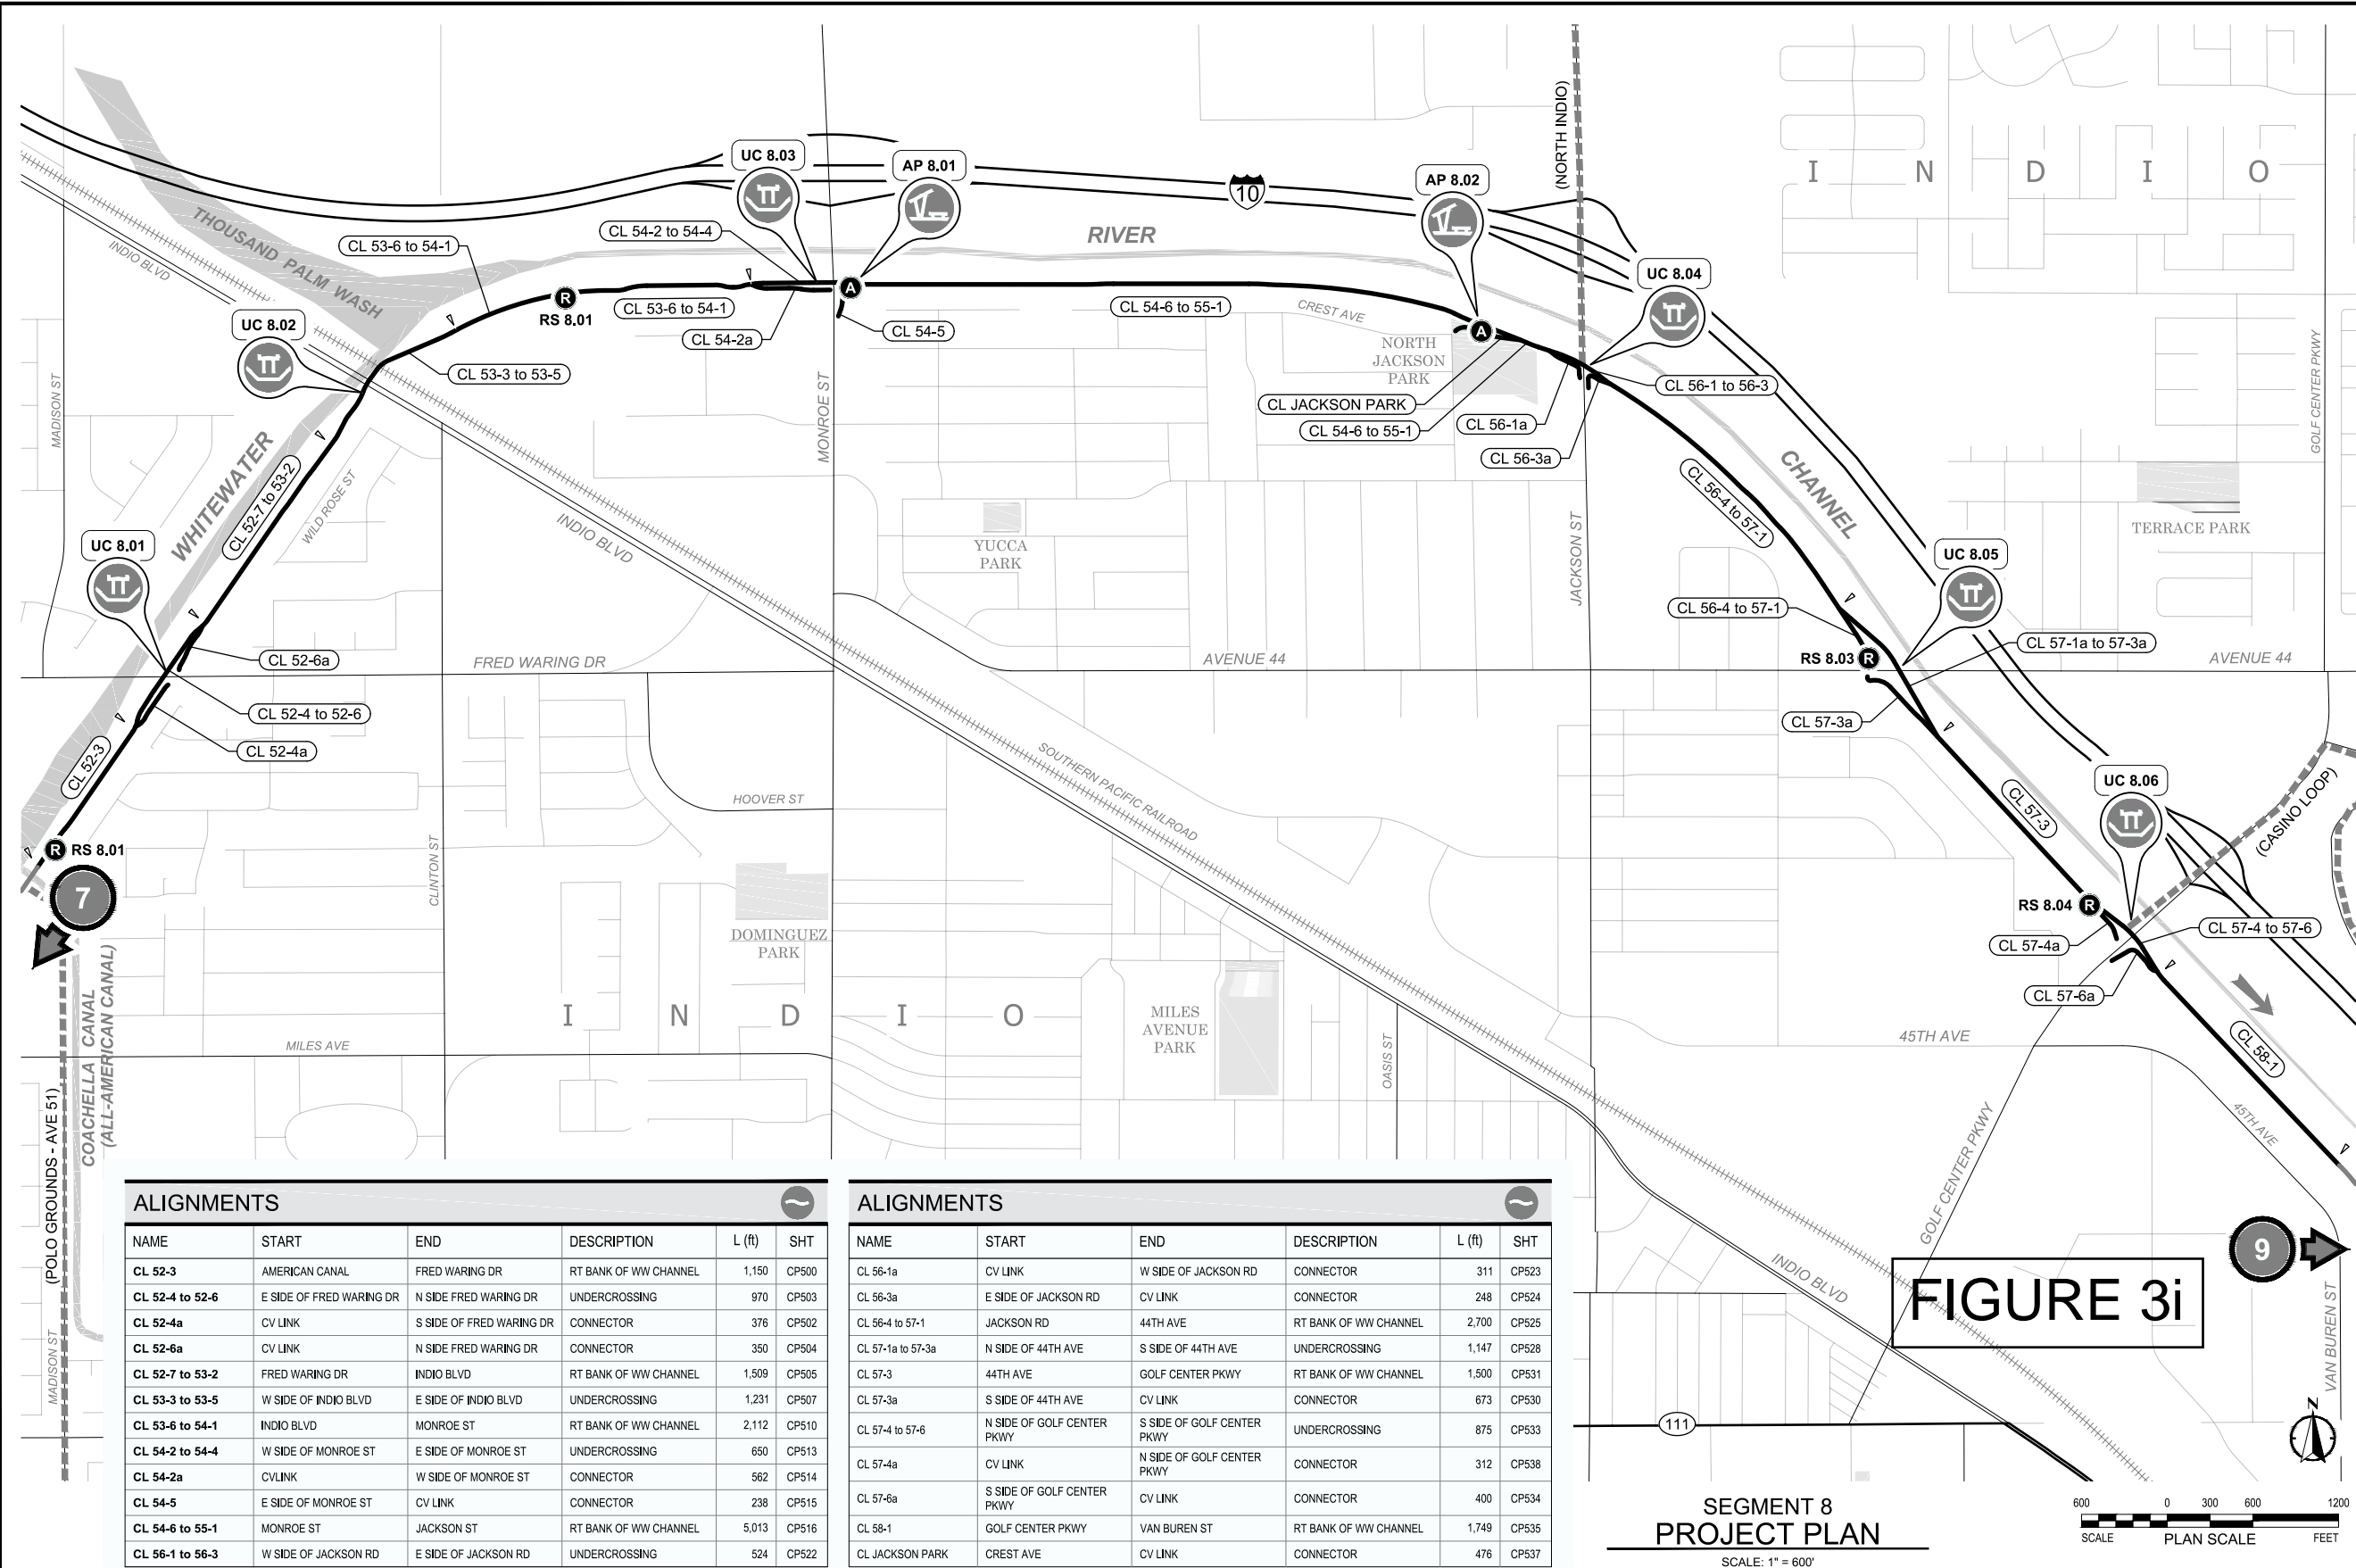 UC 8.03
AP 8.01
10
AP 8.02
(NORTH INDIO)
I N D I O
THOUSAND PALM WASH
INDIO BLVD
CL 53-6 to 54-1
CL 54-2 to 54-4
RIVER
UC 8.04
UC 8.02
R
RS 8.01
CL 53-6 to 54-1
CL 54-2a
A
CL 54-5
CL 54-6 to 55-1
CREST AVE
A
NORTH
JACKSON
PARK
MADISON ST
CL 53-3 to 53-5
MONROE ST
CL JACKSON PARK
CL 54-6 to 55-1
CL 56-1a
CL 56-3a
CL 56-1 to 56-3
GOLF CENTER PKWY
WHITEWATER
CL 52-7 to 53-2
WILD ROSE ST
CHANNEL
CL 56-4 to 57-1
TERRACE PARK
UC 8.01
INDIO BLVD
YUCCA
PARK
JACKSON ST
UC 8.05
CL 56-4 to 57-1
CL 57-1a to 57-3a
CL 52-6a
FRED WARING DR
AVENUE 44
RS 8.03
R
AVENUE 44
CL 52-4 to 52-6
CL 52-4a
CL 57-3a
CL 52-3
SOUTHERN PACIFIC RAILROAD
HOOVER ST
UC 8.06
CL 57-3
(CASINO LOOP)
R
RS 8.01
CLINTON ST
7
RS 8.04
R
CL 57-4a
CL 57-4 to 57-6
CL 57-6a
DOMINGUEZ
PARK
COACHELLA CANAL
(ALL-AMERICAN CANAL)
I N D I O
MILES
AVENUE
PARK
MILES AVE
OASIS ST
45TH AVE
CL 58-1
45TH AVE
(POLO GROUNDS - AVE 51)
MADISON ST
GOLF CENTER PKWY
INDIO BLVD
9
VAN BUREN ST
FIGURE 3i
111
N
ALIGNMENTS
NAME START END DESCRIPTION L (ft) SHT
CL 52-3 AMERICAN CANAL FRED WARING DR RT BANK OF WW CHANNEL 1,150 CP500
CL 52-4 to 52-6 E SIDE OF FRED WARING DR N SIDE FRED WARING DR UNDERCROSSING 970 CP503
CL 52-4a CV LINK S SIDE OF FRED WARING DR CONNECTOR 376 CP502
CL 52-6a CV LINK N SIDE FRED WARING DR CONNECTOR 350 CP504
CL 52-7 to 53-2 FRED WARING DR INDIO BLVD RT BANK OF WW CHANNEL 1,509 CP505
CL 53-3 to 53-5 W SIDE OF INDIO BLVD E SIDE OF INDIO BLVD UNDERCROSSING 1,231 CP507
CL 53-6 to 54-1 INDIO BLVD MONROE ST RT BANK OF WW CHANNEL 2,112 CP510
CL 54-2 to 54-4 W SIDE OF MONROE ST E SIDE OF MONROE ST UNDERCROSSING 650 CP513
CL 54-2a CVLINK W SIDE OF MONROE ST CONNECTOR 562 CP514
CL 54-5 E SIDE OF MONROE ST CV LINK CONNECTOR 238 CP515
CL 54-6 to 55-1 MONROE ST JACKSON ST RT BANK OF WW CHANNEL 5,013 CP516
CL 56-1 to 56-3 W SIDE OF JACKSON RD E SIDE OF JACKSON RD UNDERCROSSING 524 CP522
ALIGNMENTS
NAME START END DESCRIPTION L (ft) SHT
CL 56-1a CV LINK W SIDE OF JACKSON RD CONNECTOR 311 CP523
CL 56-3a E SIDE OF JACKSON RD CV LINK CONNECTOR 248 CP524
CL 56-4 to 57-1 JACKSON RD 44TH AVE RT BANK OF WW CHANNEL 2,700 CP525
CL 57-1a to 57-3a N SIDE OF 44TH AVE S SIDE OF 44TH AVE UNDERCROSSING 1,147 CP528
CL 57-3 44TH AVE GOLF CENTER PKWY RT BANK OF WW CHANNEL 1,500 CP531
CL 57-3a S SIDE OF 44TH AVE CV LINK CONNECTOR 673 CP530
CL 57-4 to 57-6 N SIDE OF GOLF CENTER PKWY S SIDE OF GOLF CENTER PKWY UNDERCROSSING 875 CP533
CL 57-4a CV LINK N SIDE OF GOLF CENTER PKWY CONNECTOR 312 CP538
CL 57-6a S SIDE OF GOLF CENTER PKWY CV LINK CONNECTOR 400 CP534
CL 58-1 GOLF CENTER PKWY VAN BUREN ST RT BANK OF WW CHANNEL 1,749 CP535
CL JACKSON PARK CREST AVE CV LINK CONNECTOR 476 CP537
SEGMENT 8
PROJECT PLAN
SCALE: 1" = 600'
600 0 300 600 1200
SCALE PLAN SCALE FEET